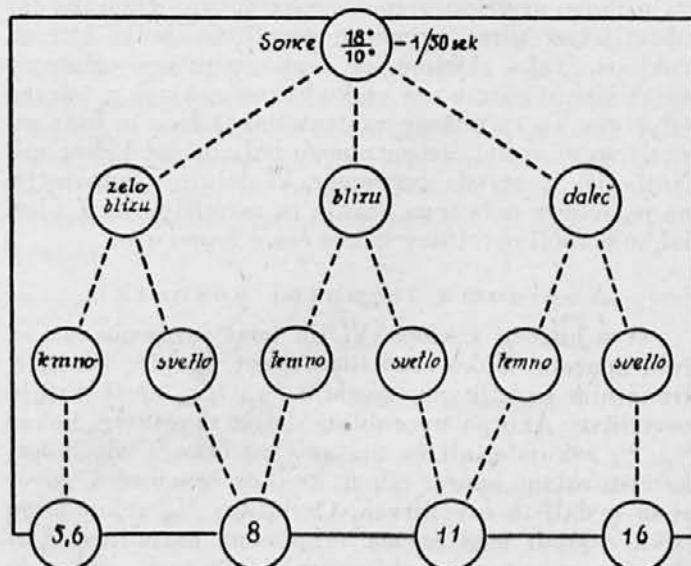 Sonce 18° - 1/50 sek
10°
zelo blizu daleč
blizu
temno svetlo temno svetlo temno svetlo
5,6 8 11 16